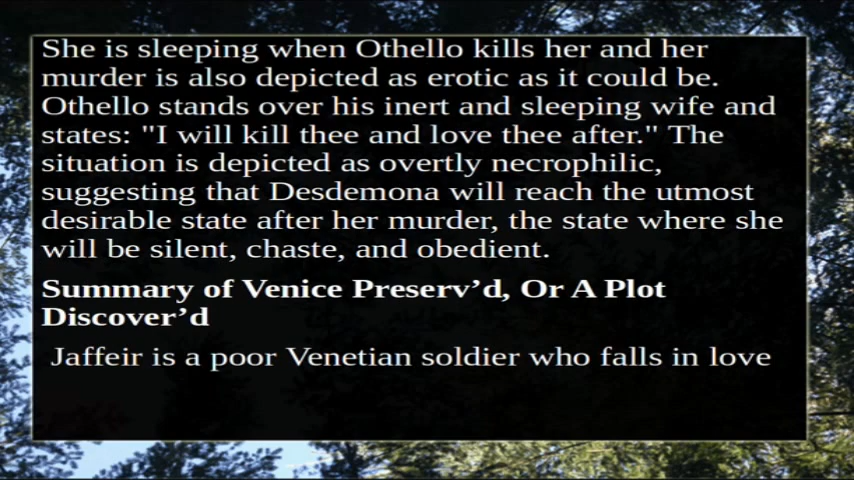 She is sleeping when Othello kills her and her
murder is also depicted as erotic as it could be.
Othello stands over his inert and sleeping wife and
states: "I will kill thee and love thee after." The
situation is depicted as overtly necrophilic,
suggesting that Desdemona will reach the utmost
desirable state after her murder, the state where she
will be silent, chaste, and obedient.
Summary of Venice Preserv’d, Or A Plot
Discover’d
Jaffeir is a poor Venetian soldier who falls in love